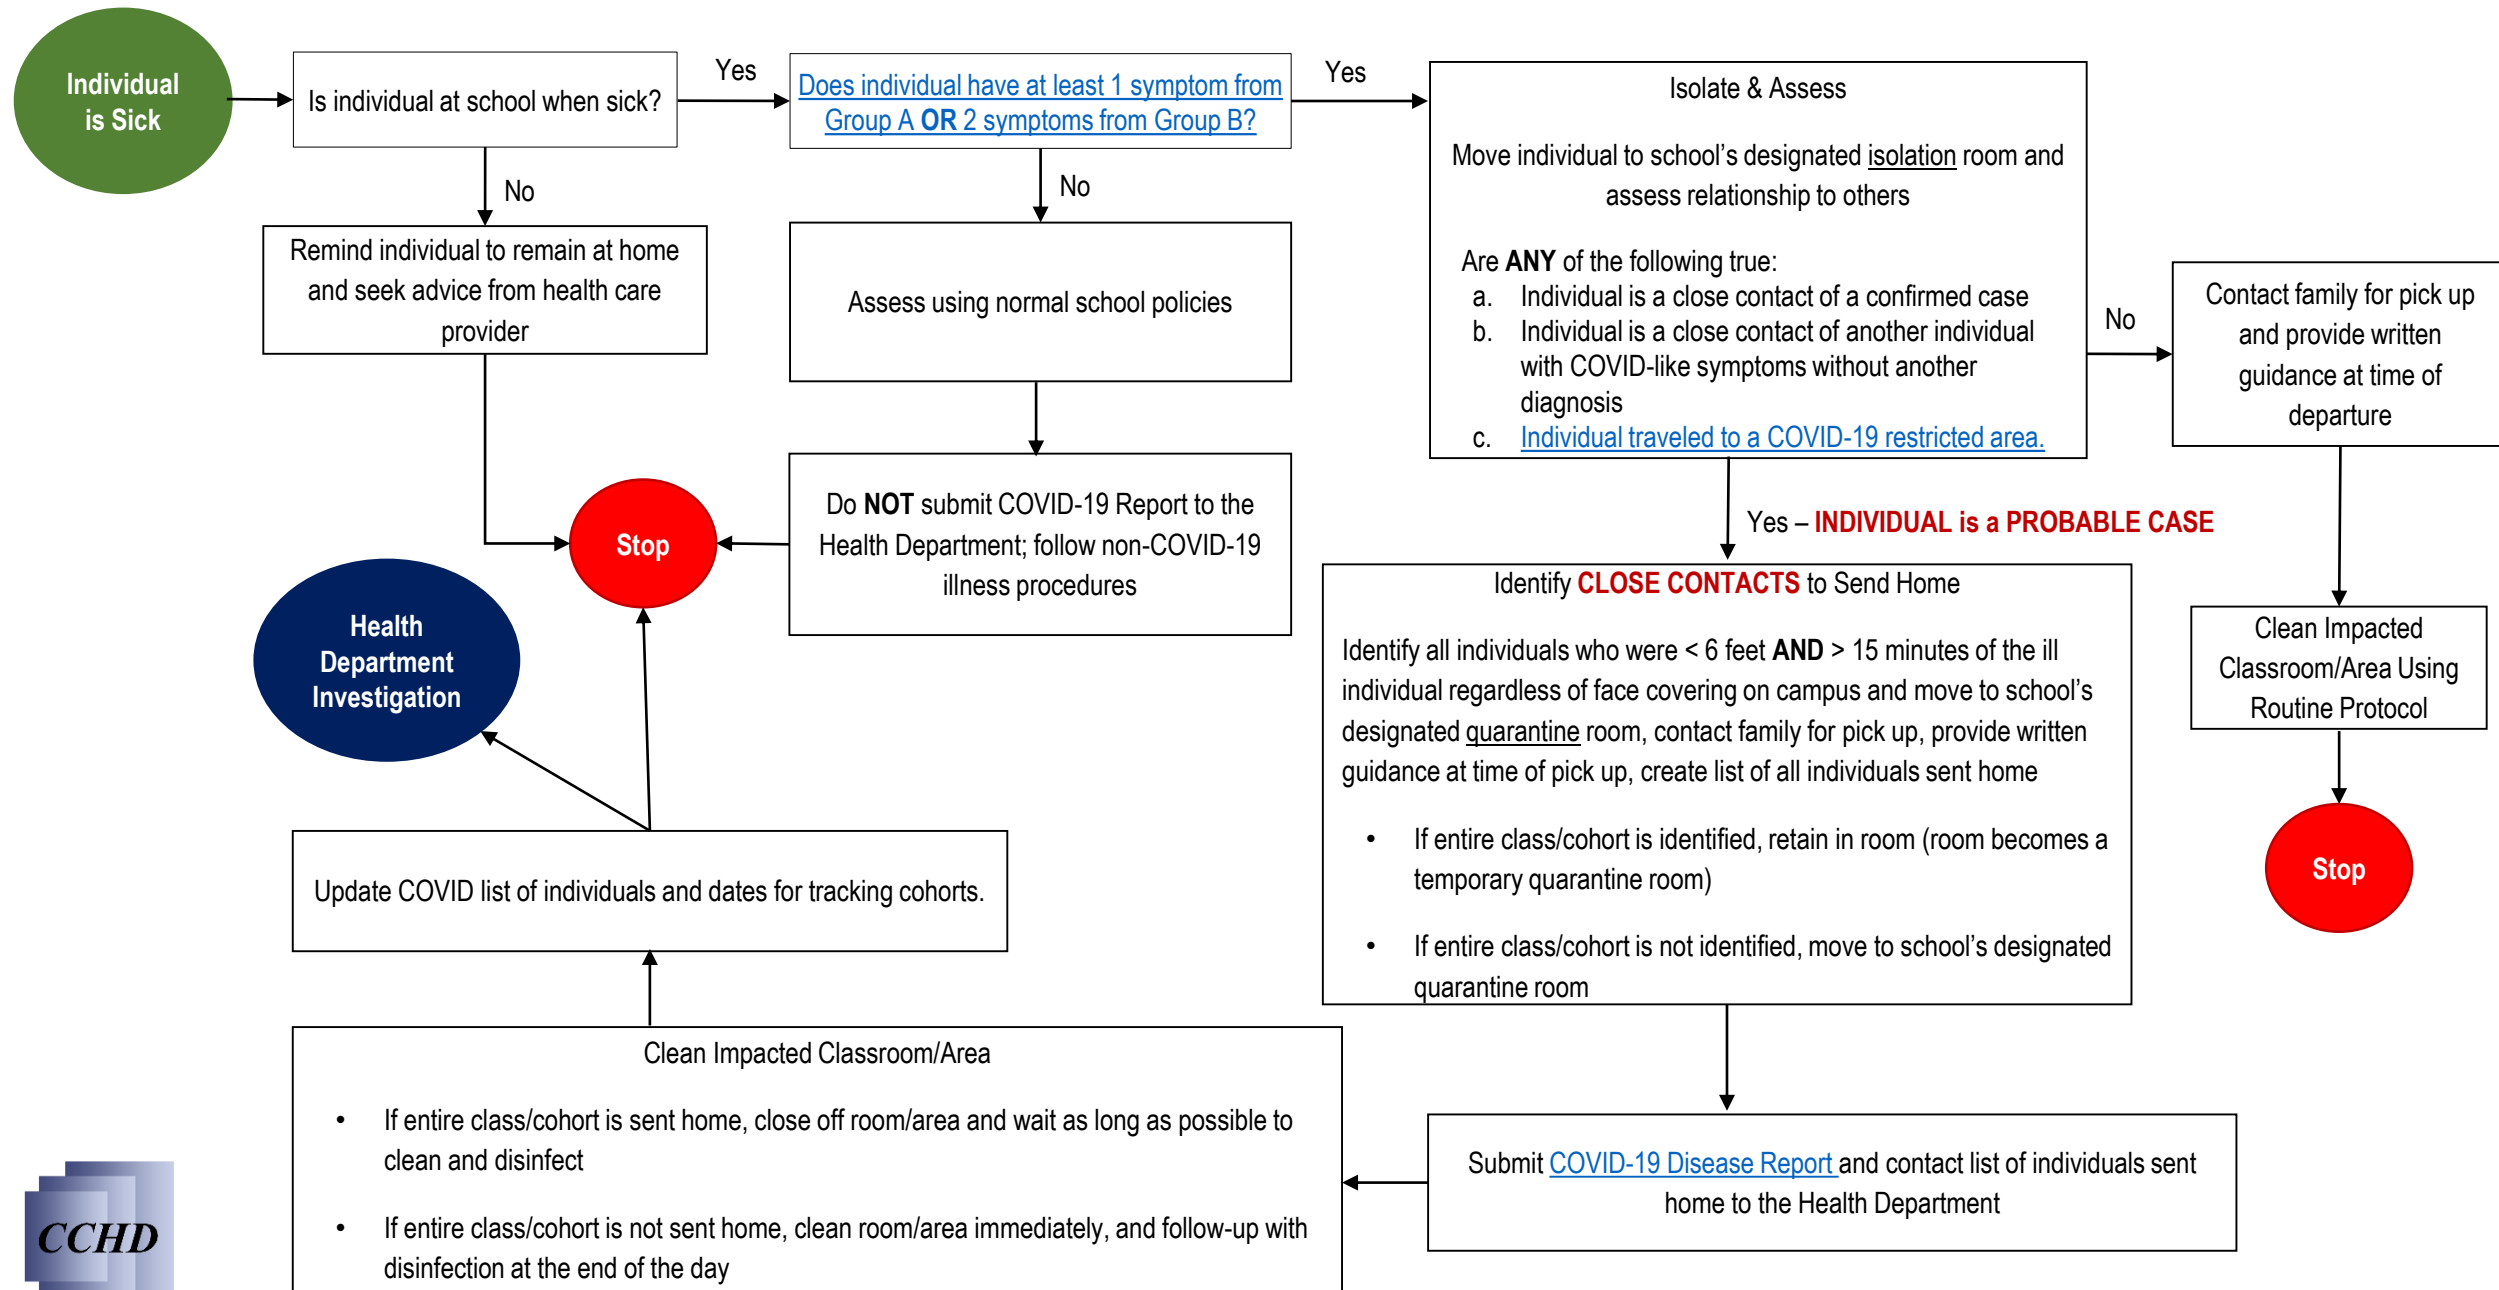 Individual
is Sick
Is individual at school when sick?
Yes
Does individual have at least 1 symptom from
Group A OR 2 symptoms from Group B?
Yes
No
Remind individual to remain at home
and seek advice from health care
provider
No
Assess using normal school policies
Do NOT submit COVID-19 Report to the
Health Department; follow non-COVID-19
illness procedures
Stop
Isolate & Assess
Move individual to school’s designated isolation room and
assess relationship to others
Are ANY of the following true:
a. Individual is a close contact of a confirmed case
b. Individual is a close contact of another individual
with COVID-like symptoms without another
diagnosis
c. Individual traveled to a COVID-19 restricted area.
No
Contact family for pick up
and provide written
guidance at time of
departure
Clean Impacted
Classroom/Area Using
Routine Protocol
Stop
Yes – INDIVIDUAL is a PROBABLE CASE
Identify CLOSE CONTACTS to Send Home
Identify all individuals who were < 6 feet AND > 15 minutes of the ill
individual regardless of face covering on campus and move to school’s
designated quarantine room, contact family for pick up, provide written
guidance at time of pick up, create list of all individuals sent home
• If entire class/cohort is identified, retain in room (room becomes a
temporary quarantine room)
• If entire class/cohort is not identified, move to school’s designated
quarantine room
Submit COVID-19 Disease Report and contact list of individuals sent
home to the Health Department
Clean Impacted Classroom/Area
• If entire class/cohort is sent home, close off room/area and wait as long as possible to
clean and disinfect
• If entire class/cohort is not sent home, clean room/area immediately, and follow-up with
disinfection at the end of the day
Update COVID list of individuals and dates for tracking cohorts.
Health
Department
Investigation
CCHD